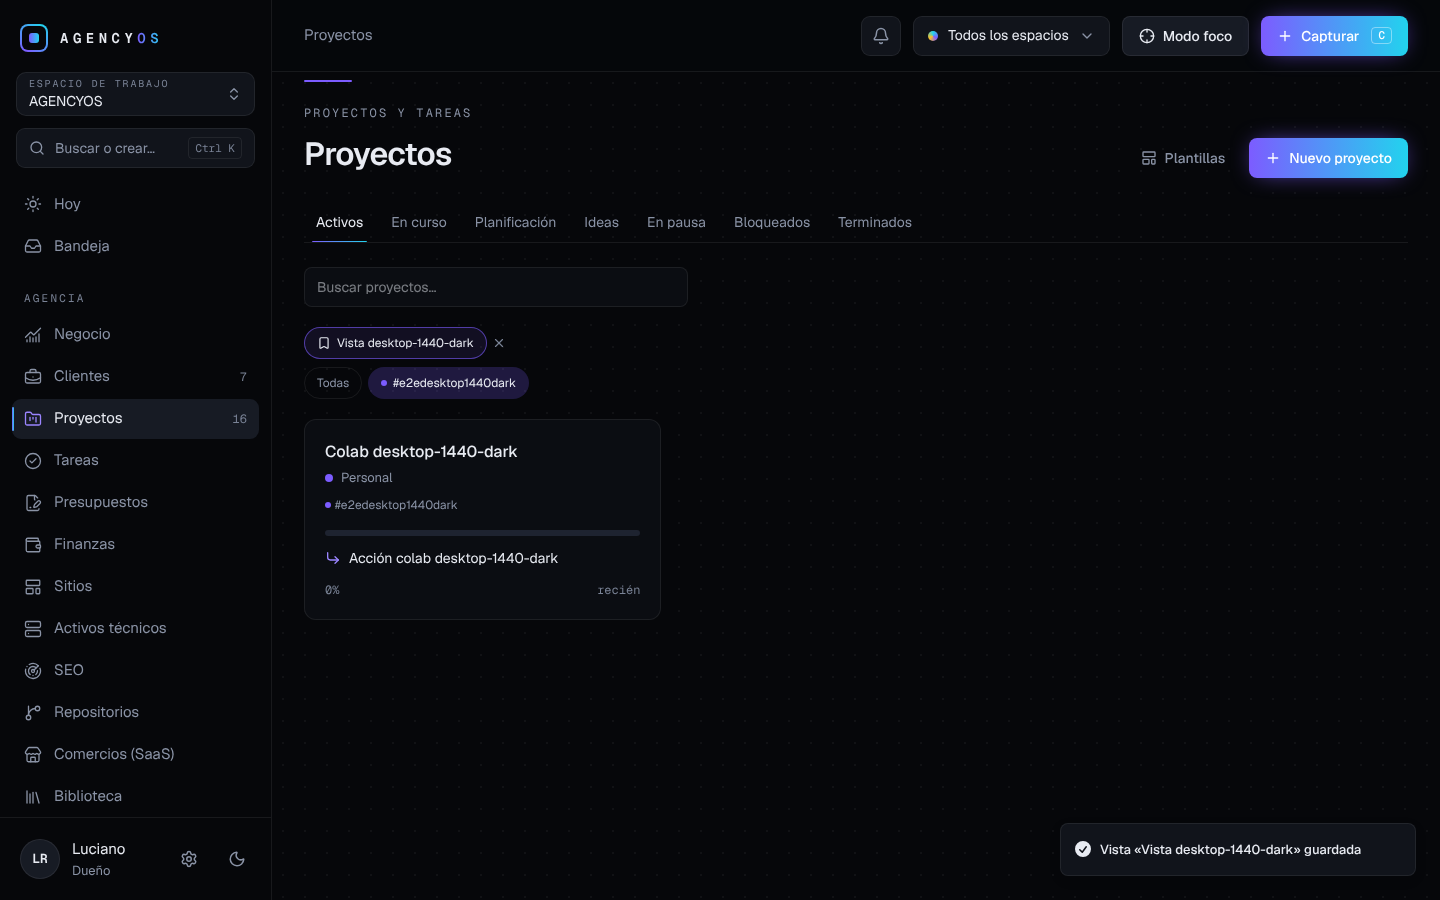 AGENCYOS
ESPACIO DE TRABAJO
AGENCYOS
Buscar o crear... Ctrl K
Hoy
Bandeja
AGENCIA
Negocio
Clientes 7
Proyectos 16
Tareas
Presupuestos
Finanzas
Sitios
Activos técnicos
SEO
Repositorios
Comercios (SaaS)
Biblioteca
LR
Luciano
Dueño
Proyectos
Todos los espacios
Modo foco
Capturar C
PROYECTOS Y TAREAS
Proyectos
Plantillas
Nuevo proyecto
Activos En curso Planificación Ideas En pausa Bloqueados Terminados
Buscar proyectos...
Vista desktop-1440-dark
Todas #e2edesktop1440dark
Colab desktop-1440-dark
Personal
#e2edesktop1440dark
Acción colab desktop-1440-dark
0% recién
Vista «Vista desktop-1440-dark» guardada